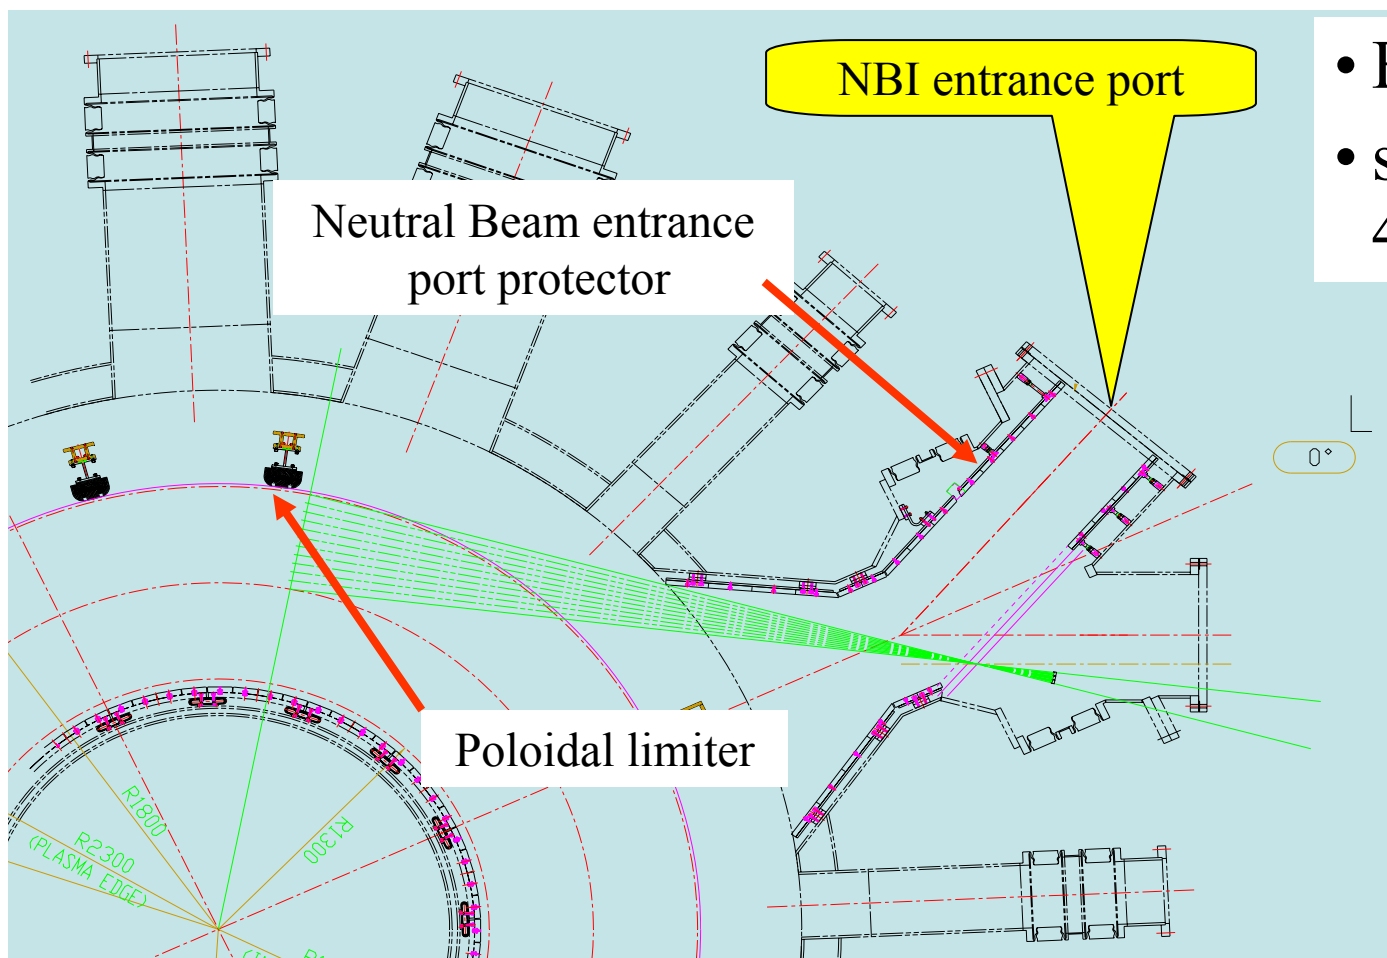 NBI entrance port
Neutral Beam entrance
port protector
0°
Poloidal limiter
R1800
R2300
(PLASMA EDGE)
R1300